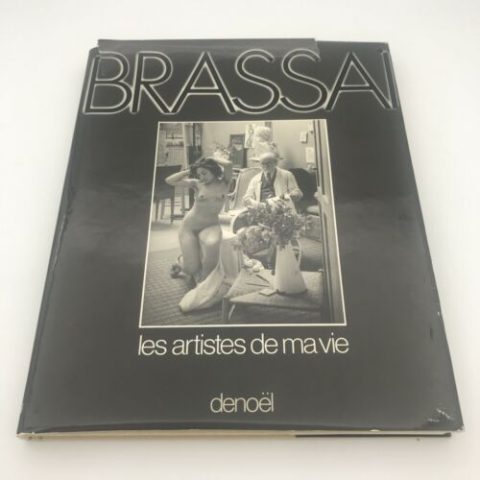 BRASSAI
les artistes de ma vie
denoël